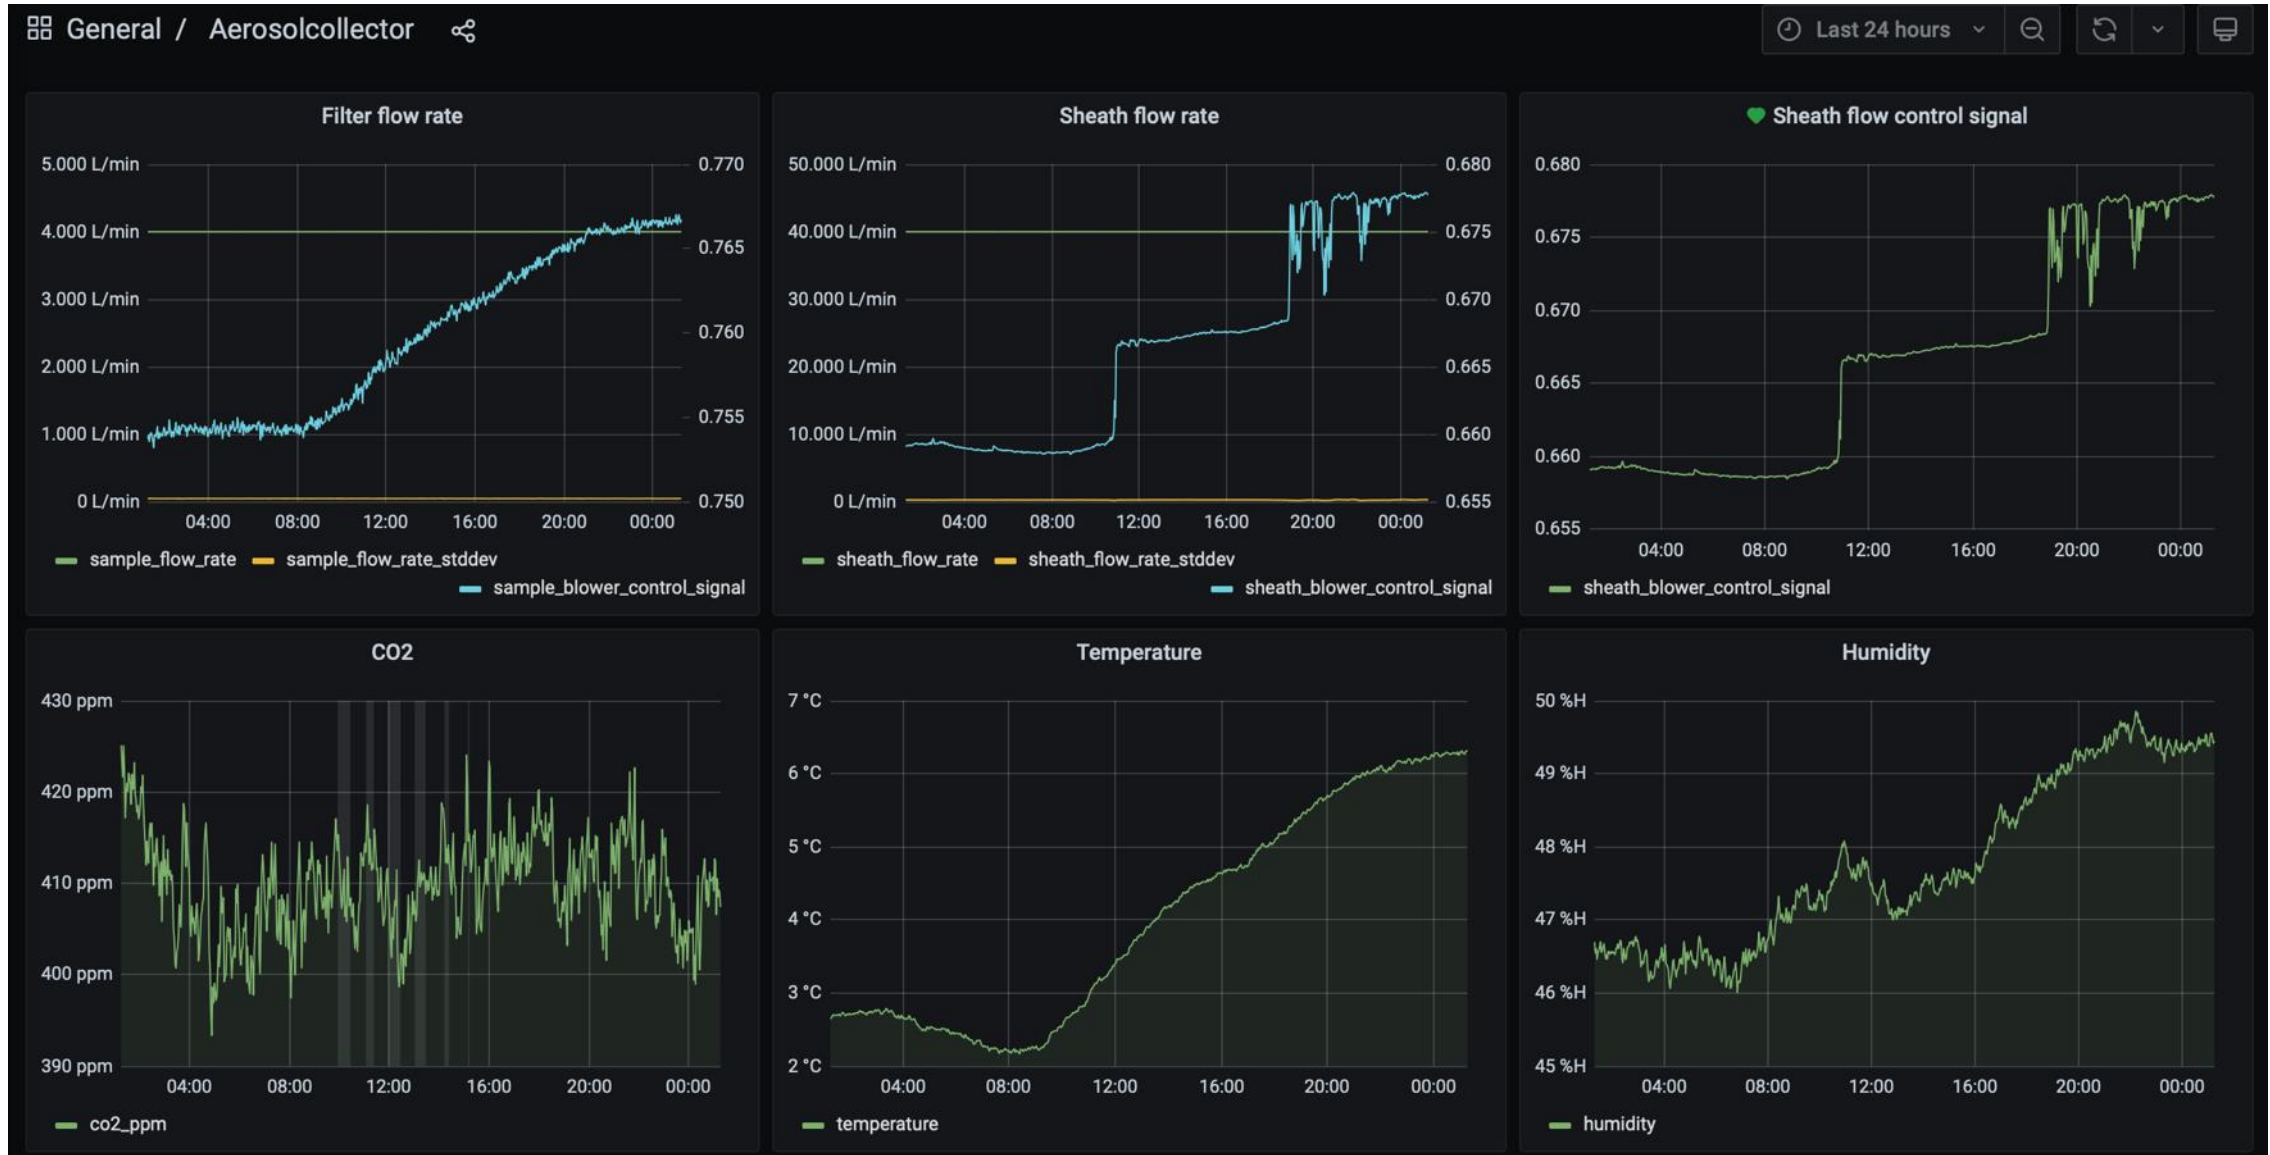 General / Aerosolcollector
Last 24 hours
Filter flow rate
5.000 L/min
4.000 L/min
3.000 L/min
2.000 L/min
1.000 L/min
0 L/min
0.770
0.765
0.760
0.755
0.750
04:00 08:00 12:00 16:00 20:00 00:00
sample_flow_rate sample_flow_rate_stddev
sample_blower_control_signal
Sheath flow rate
50.000 L/min
40.000 L/min
30.000 L/min
20.000 L/min
10.000 L/min
0 L/min
0.680
0.675
0.670
0.665
0.660
0.655
04:00 08:00 12:00 16:00 20:00 00:00
sheath_flow_rate sheath_flow_rate_stddev
sheath_blower_control_signal
Sheath flow control signal
0.680
0.675
0.670
0.665
0.660
0.655
04:00 08:00 12:00 16:00 20:00 00:00
sheath_blower_control_signal
CO2
430 ppm
420 ppm
410 ppm
400 ppm
390 ppm
04:00 08:00 12:00 16:00 20:00 00:00
co2_ppm
Temperature
7 °C
6 °C
5 °C
4 °C
3 °C
2 °C
04:00 08:00 12:00 16:00 20:00 00:00
temperature
Humidity
50 %H
49 %H
48 %H
47 %H
46 %H
45 %H
04:00 08:00 12:00 16:00 20:00 00:00
humidity